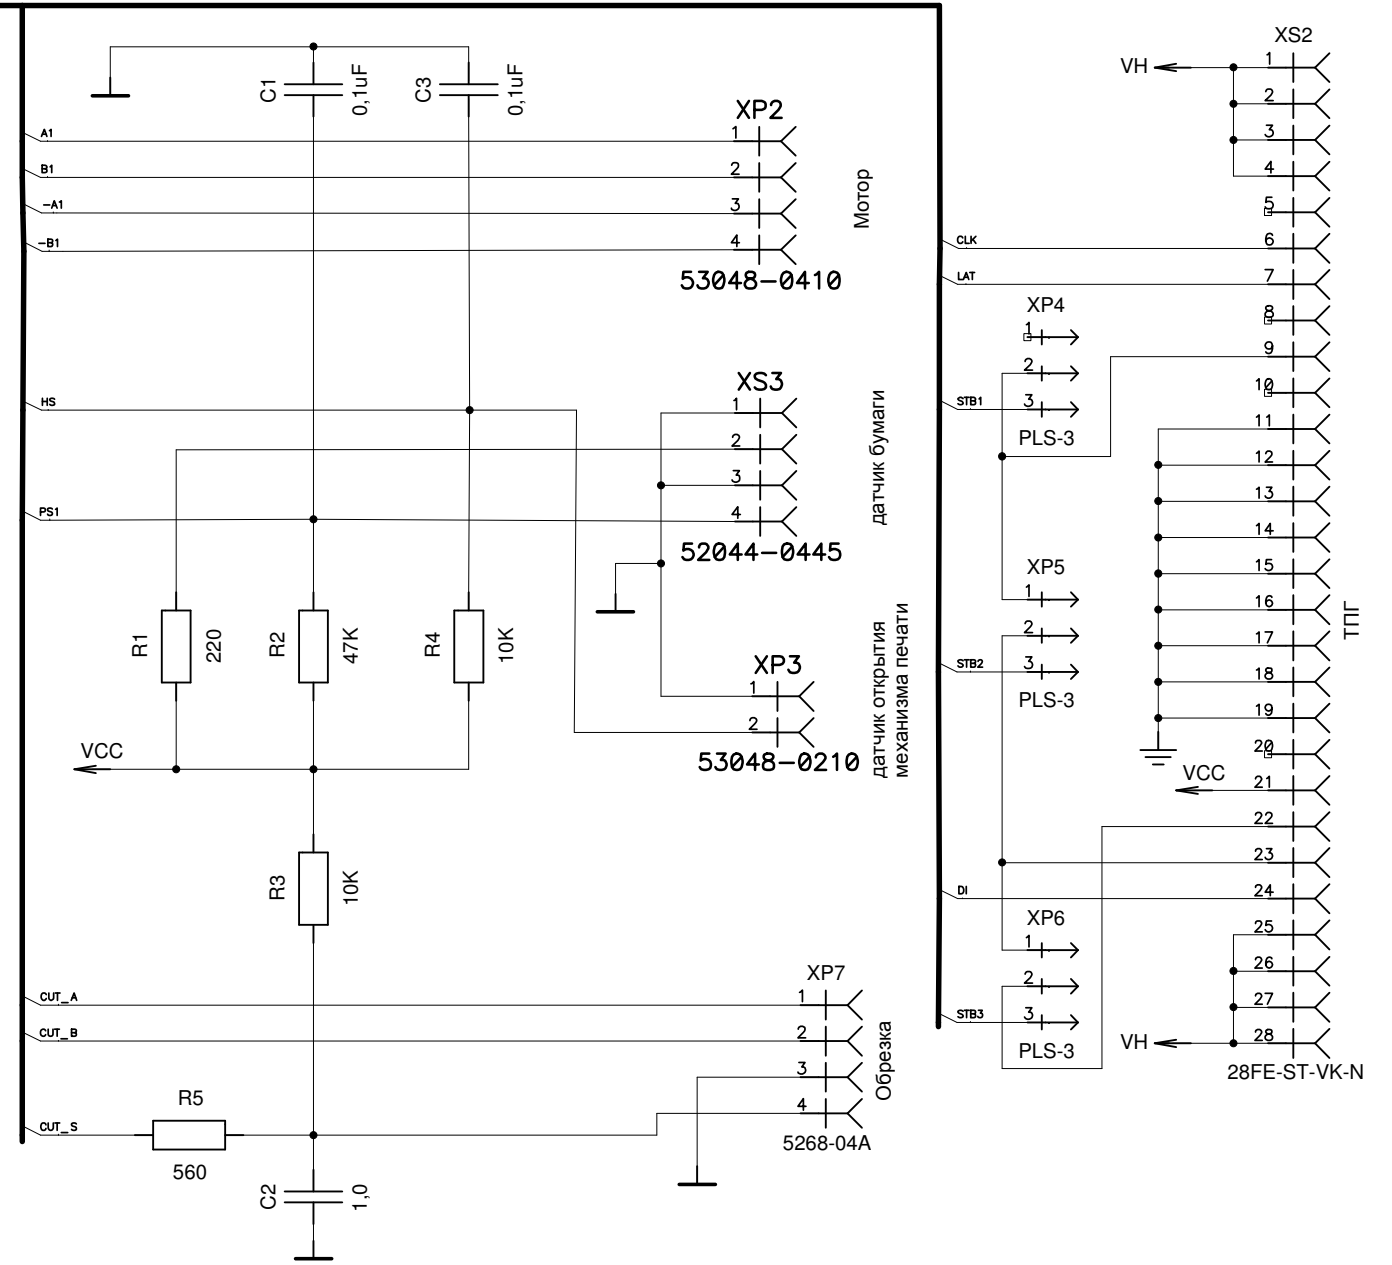 C1
0,1uF
C3
0,1uF
A1
B1
-A1
-B1
XP2
1
2
3
4
53048-0410
Мотор
HS
PS1
XS3
1
2
3
4
52044-0445
датчик бумаги
R1
220
R2
47K
R4
10K
VCC
XP3
1
2
53048-0210
датчик открытия
механизма печати
R3
10K
CUT_A
CUT_B
CUT_S
XP7
1
2
3
4
5268-04A
Обрезка
R5
560
C2
1,0
CLK
LAT
STB1
STB2
DI
STB3
XP4
1
2
3
PLS-3
XP5
1
2
3
PLS-3
XP6
1
2
3
PLS-3
XS2
VH
1
2
3
4
5
6
7
8
9
10
11
12
13
14
15
16
17
18
19
20
VCC
21
22
23
24
25
26
27
VH
28
28FE-ST-VK-N
ТПГ